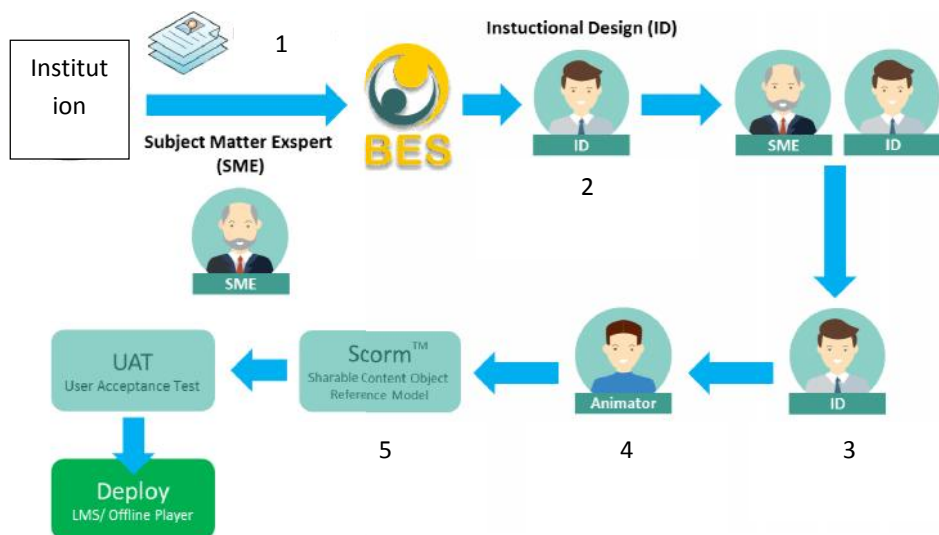 1
Instuctional Design (ID)
Institut
ion
Subject Matter Exspert
(SME)
BES
ID
SME
ID
2
SME
UAT
User Acceptance Test
Scorm™
Sharable Content Object
Reference Model
Animator
ID
5
4
3
Deploy
LMS/ Offline Player